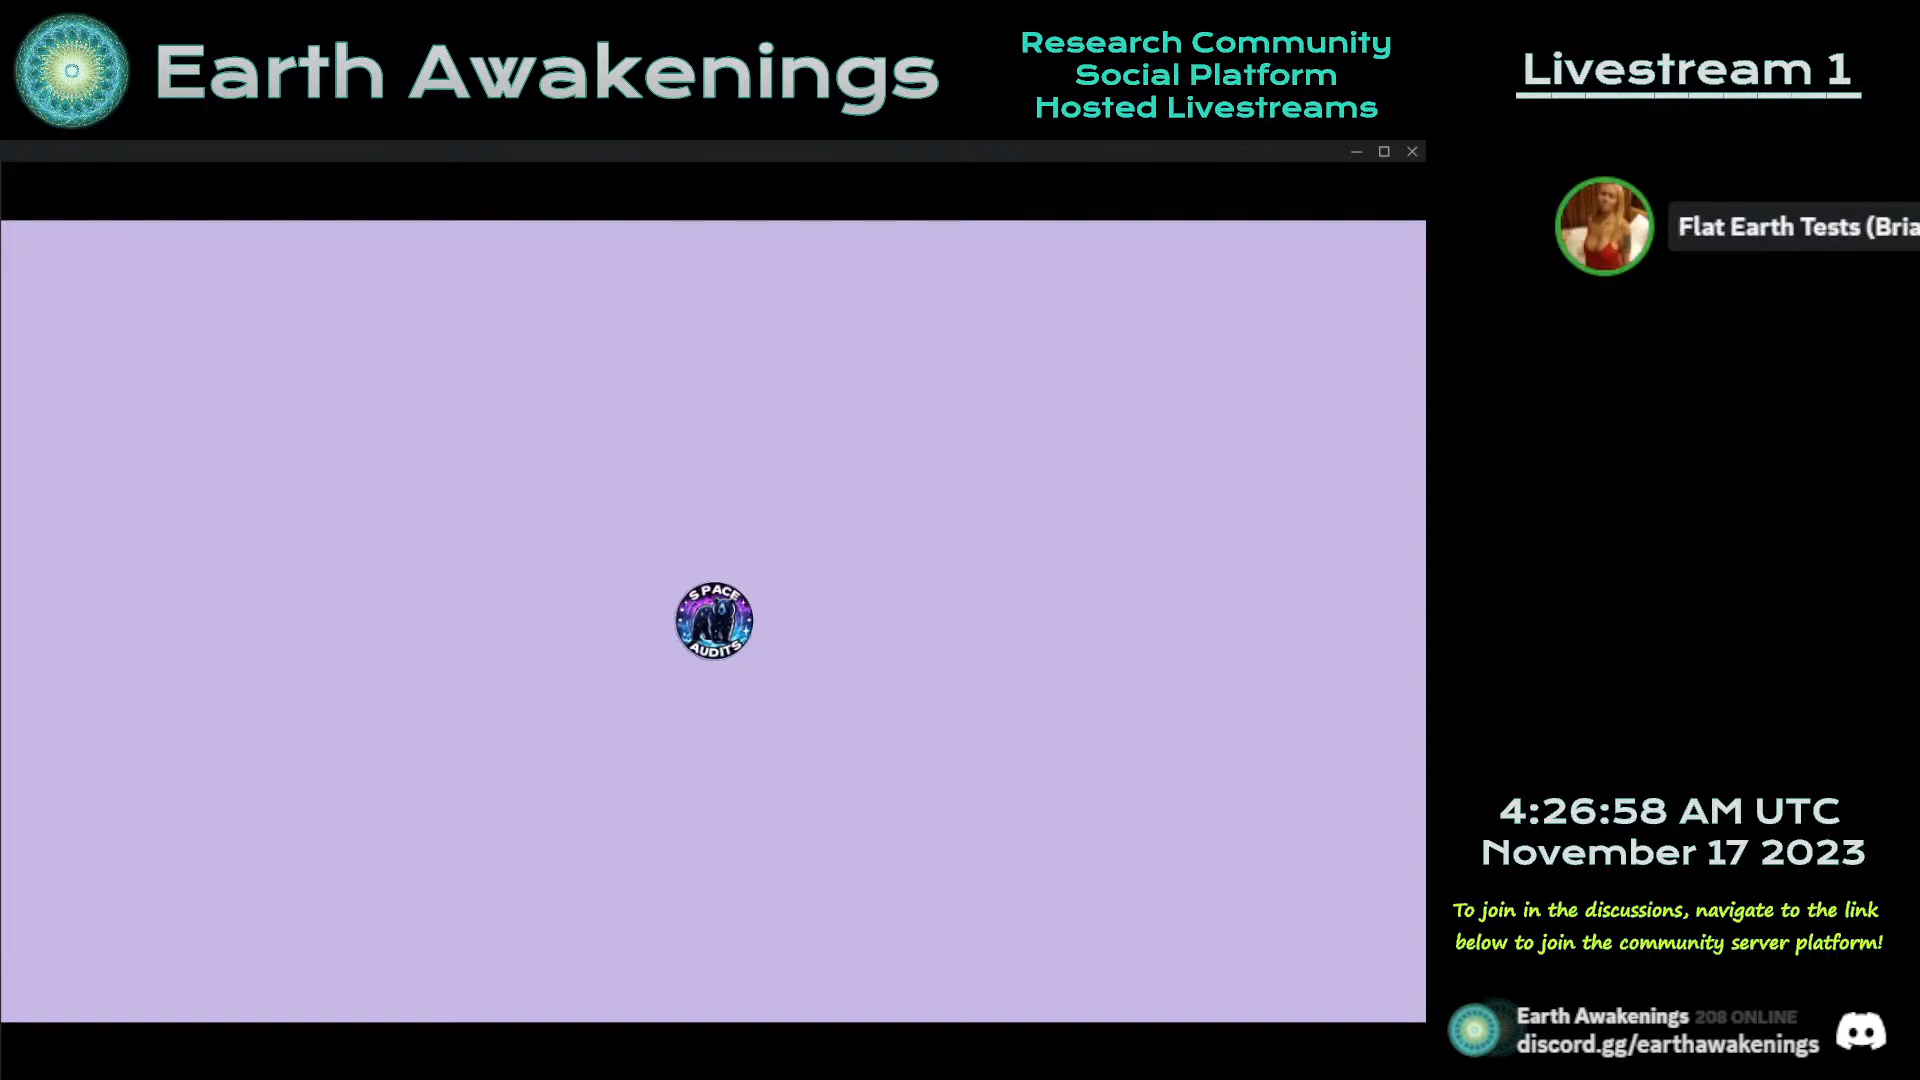 Earth Awakenings
Research Community
Social Platform
Hosted Livestreams
Livestream 1
Flat Earth Tests (Bria
SPACE
AUDITS
4:26:58 AM UTC
November 17 2023
To join in the discussions, navigate to the link
below to join the community server platform!
Earth Awakenings 208 ONLINE
discord.gg/earthawakenings